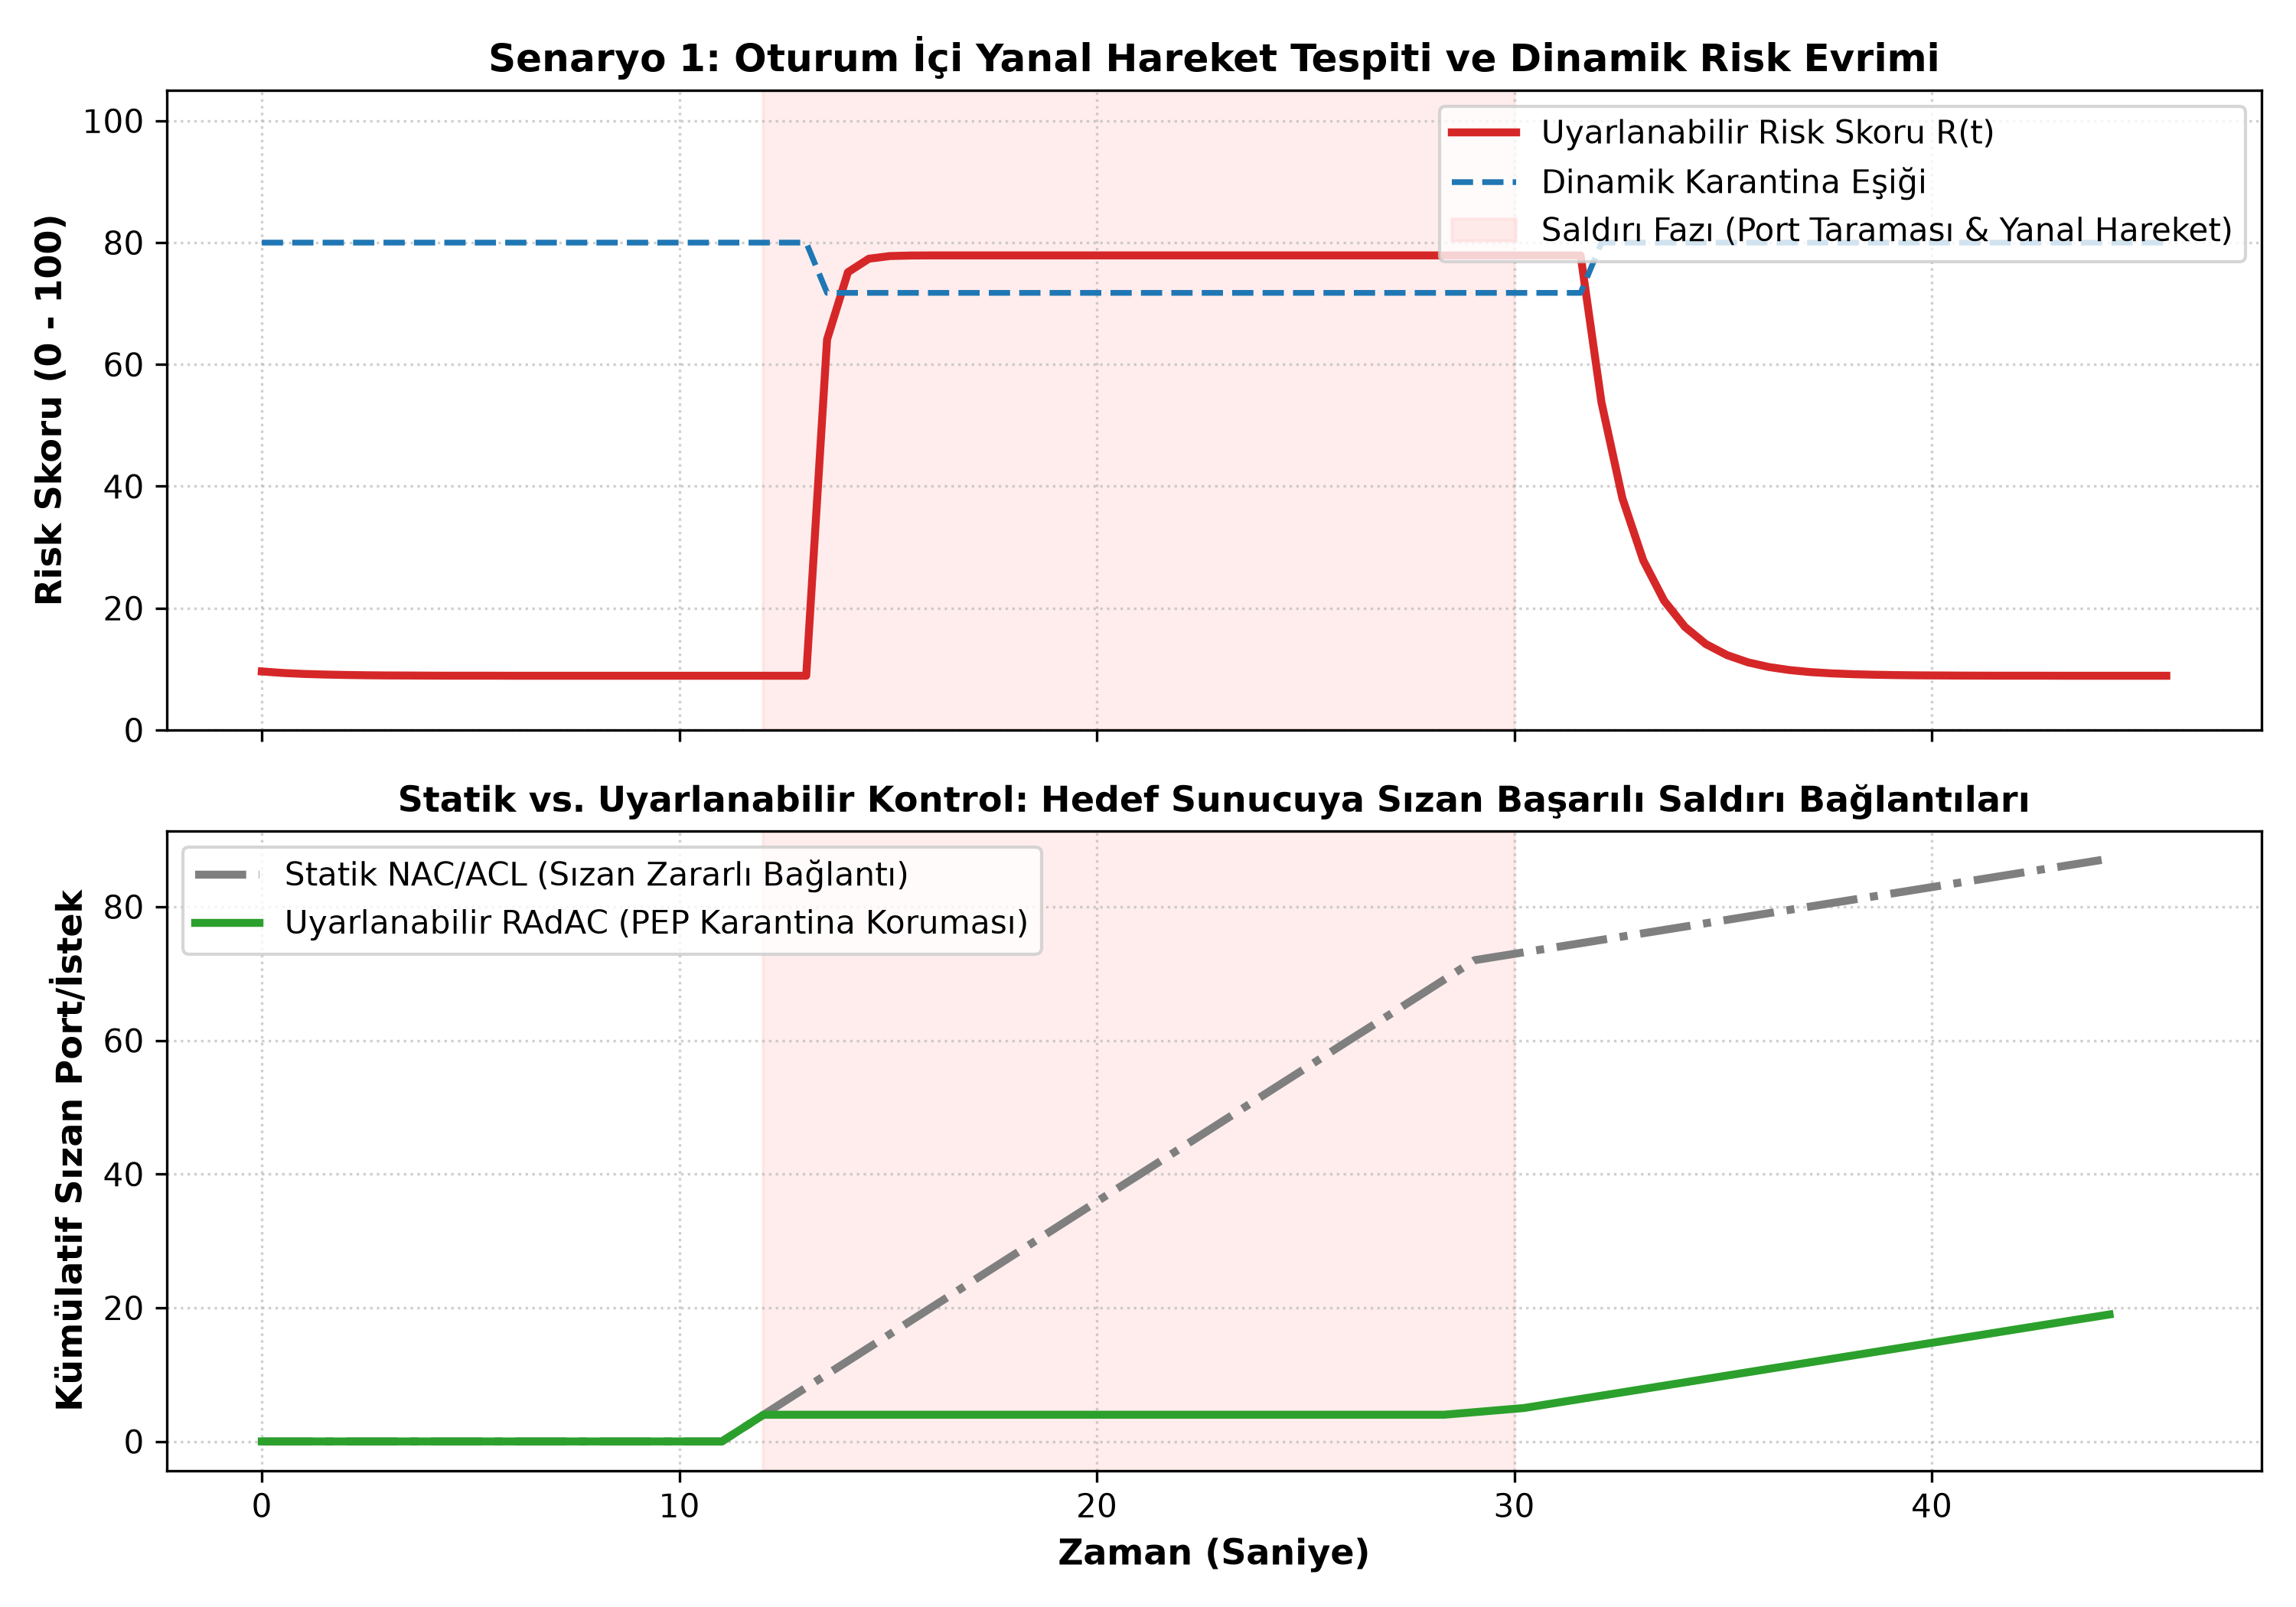 Senaryo 1: Oturum İçi Yanal Hareket Tespiti ve Dinamik Risk Evrimi
Risk Skoru (0 - 100)
100
80
60
40
20
0
Uyarlanabilir Risk Skoru R(t)
Dinamik Karantina Eşiği
Saldırı Fazı (Port Taraması & Yanal Hareket)
Statik vs. Uyarlanabilir Kontrol: Hedef Sunucuya Sızan Başarılı Saldırı Bağlantıları
Kümülatif Sızan Port/İstek
80
60
40
20
0
Statik NAC/ACL (Sızan Zararlı Bağlantı)
Uyarlanabilir RAdAC (PEP Karantina Koruması)
0 10 20 30 40
Zaman (Saniye)